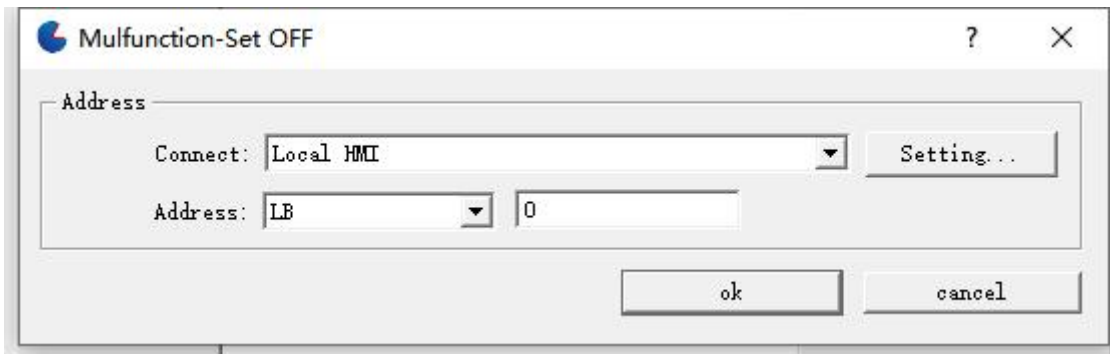 Mulfunction-Set OFF ?
Address
Connect: Local HMI Setting...
Address: LB 0
ok cancel